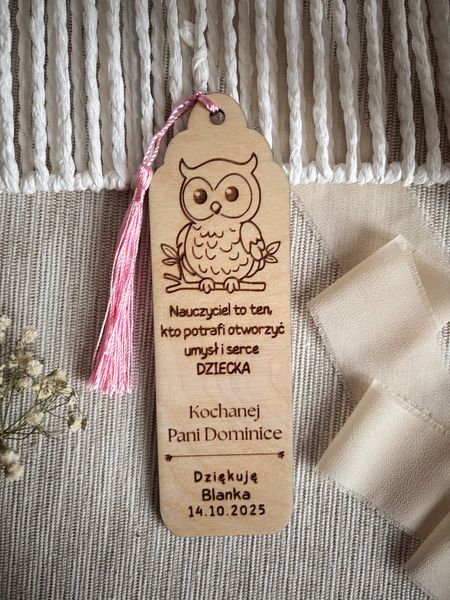 Nauczyciel to ten,
kto potrafi otworzyć
umysł i serce
DZIECKA
Kochanej
Pani Dominice
Dziękuję
Blanka
14.10.2025